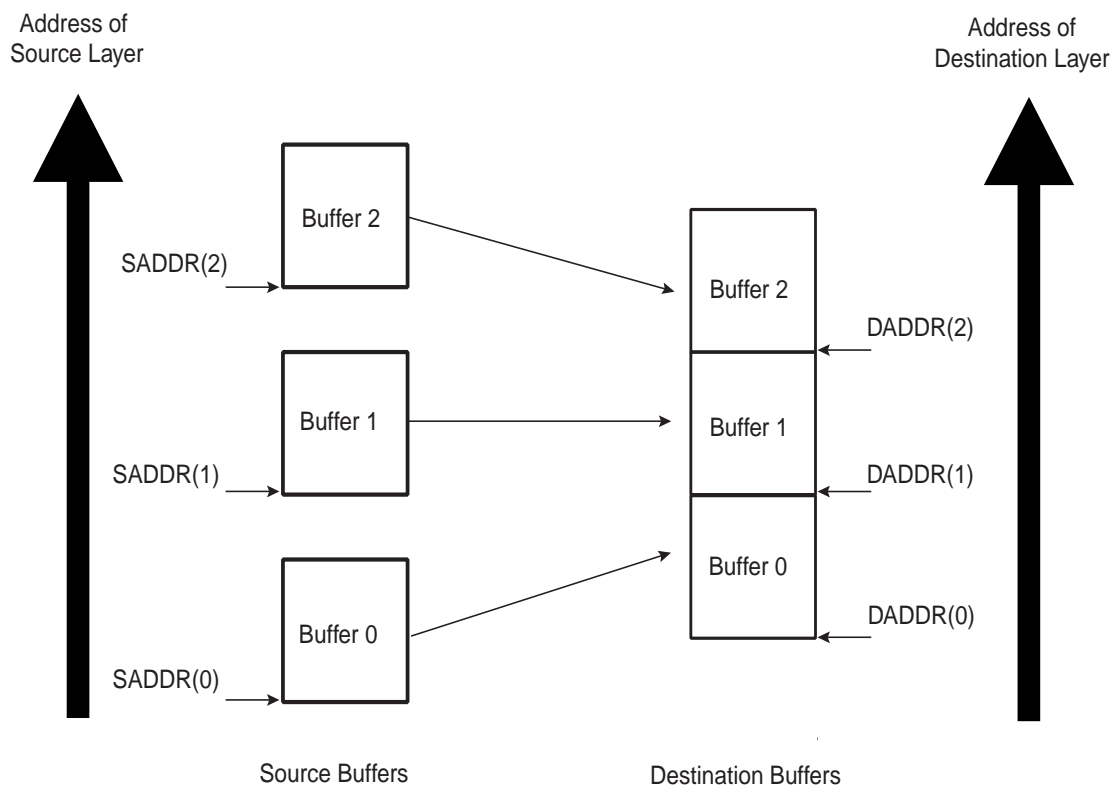 Address of
Source Layer
Address of
Destination Layer
Buffer 2
SADDR(2)
Buffer 2
DADDR(2)
Buffer 1
Buffer 1
SADDR(1)
DADDR(1)
Buffer 0
Buffer 0
DADDR(0)
SADDR(0)
Source Buffers
Destination Buffers